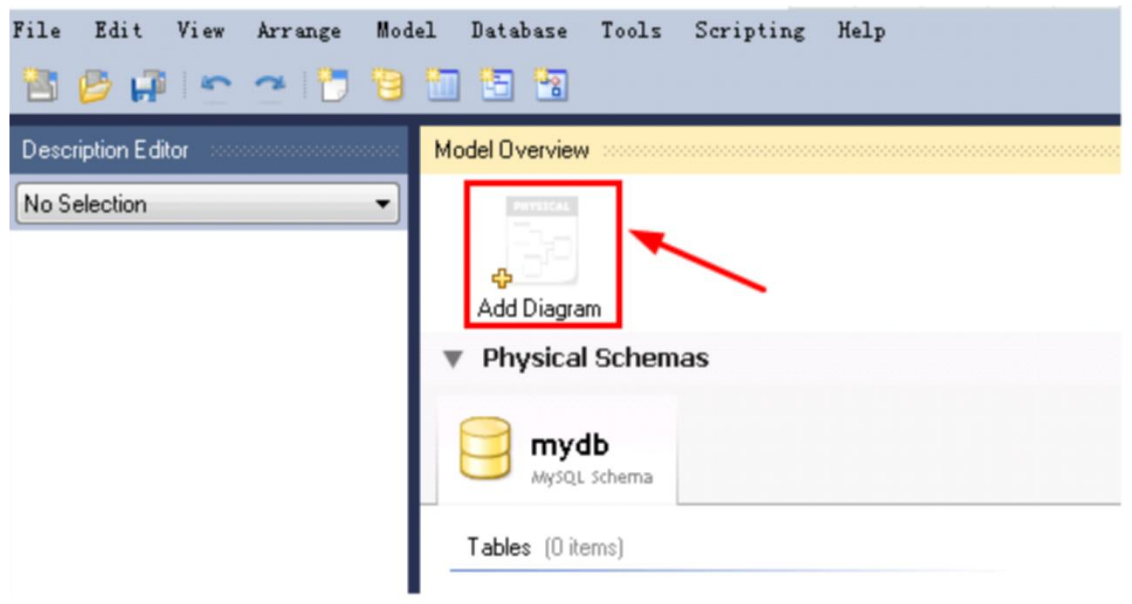 File Edit View Arrange Model Database Tools Scripting Help
Description Editor
Model Overview
No Selection
PHYSICAL
Add Diagram
Physical Schemas
mydb
MySQL Schema
Tables (0 items)